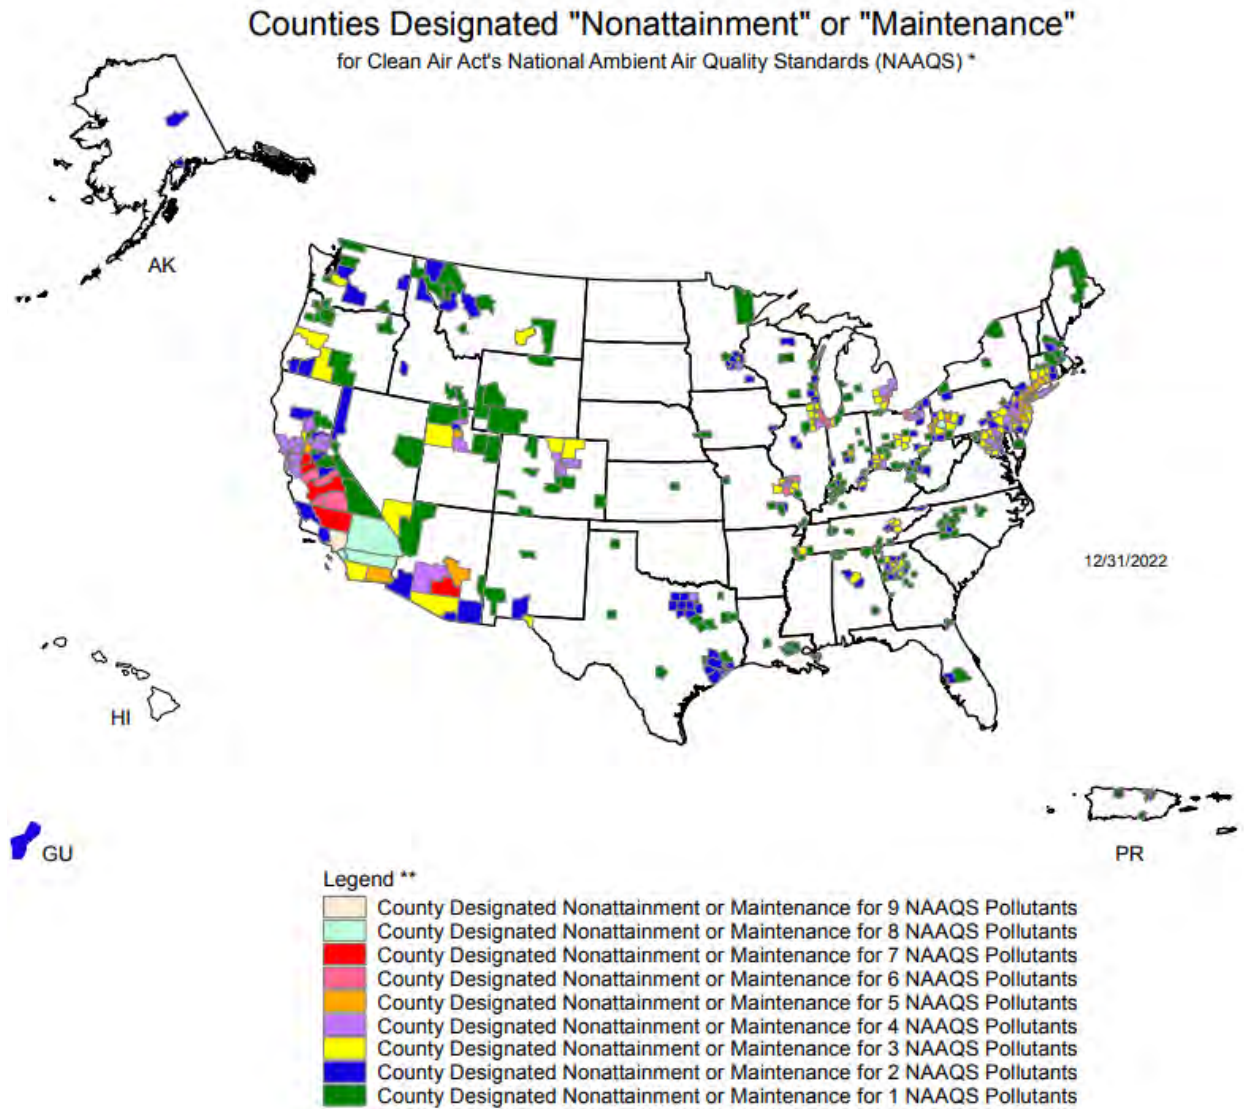 Counties Designated "Nonattainment" or "Maintenance"
for Clean Air Act's National Ambient Air Quality Standards (NAAQS) *
AK
12/31/2022
HI
GU
PR
Legend **
County Designated Nonattainment or Maintenance for 9 NAAQS Pollutants
County Designated Nonattainment or Maintenance for 8 NAAQS Pollutants
County Designated Nonattainment or Maintenance for 7 NAAQS Pollutants
County Designated Nonattainment or Maintenance for 6 NAAQS Pollutants
County Designated Nonattainment or Maintenance for 5 NAAQS Pollutants
County Designated Nonattainment or Maintenance for 4 NAAQS Pollutants
County Designated Nonattainment or Maintenance for 3 NAAQS Pollutants
County Designated Nonattainment or Maintenance for 2 NAAQS Pollutants
County Designated Nonattainment or Maintenance for 1 NAAQS Pollutants